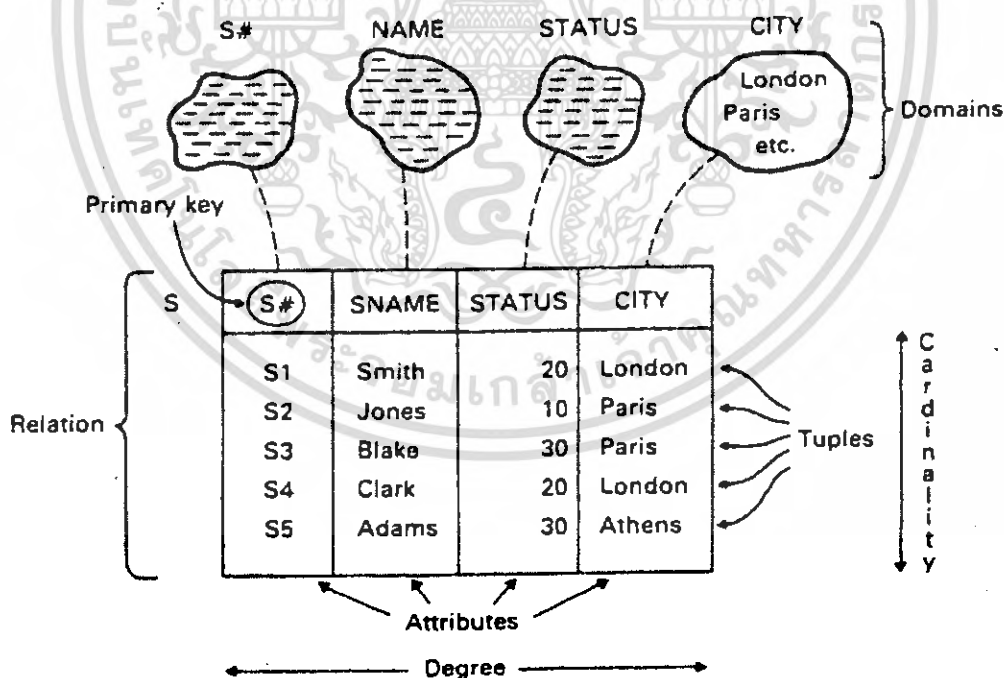 S# NAME STATUS CITY
London
Paris
etc.
Domains
Primary key
S S# SNAME STATUS CITY
S1 Smith 20 London
S2 Jones 10 Paris
S3 Blake 30 Paris
S4 Clark 20 London
S5 Adams 30 Athens
Relation
Tuples
Cardinality
Attributes
Degree